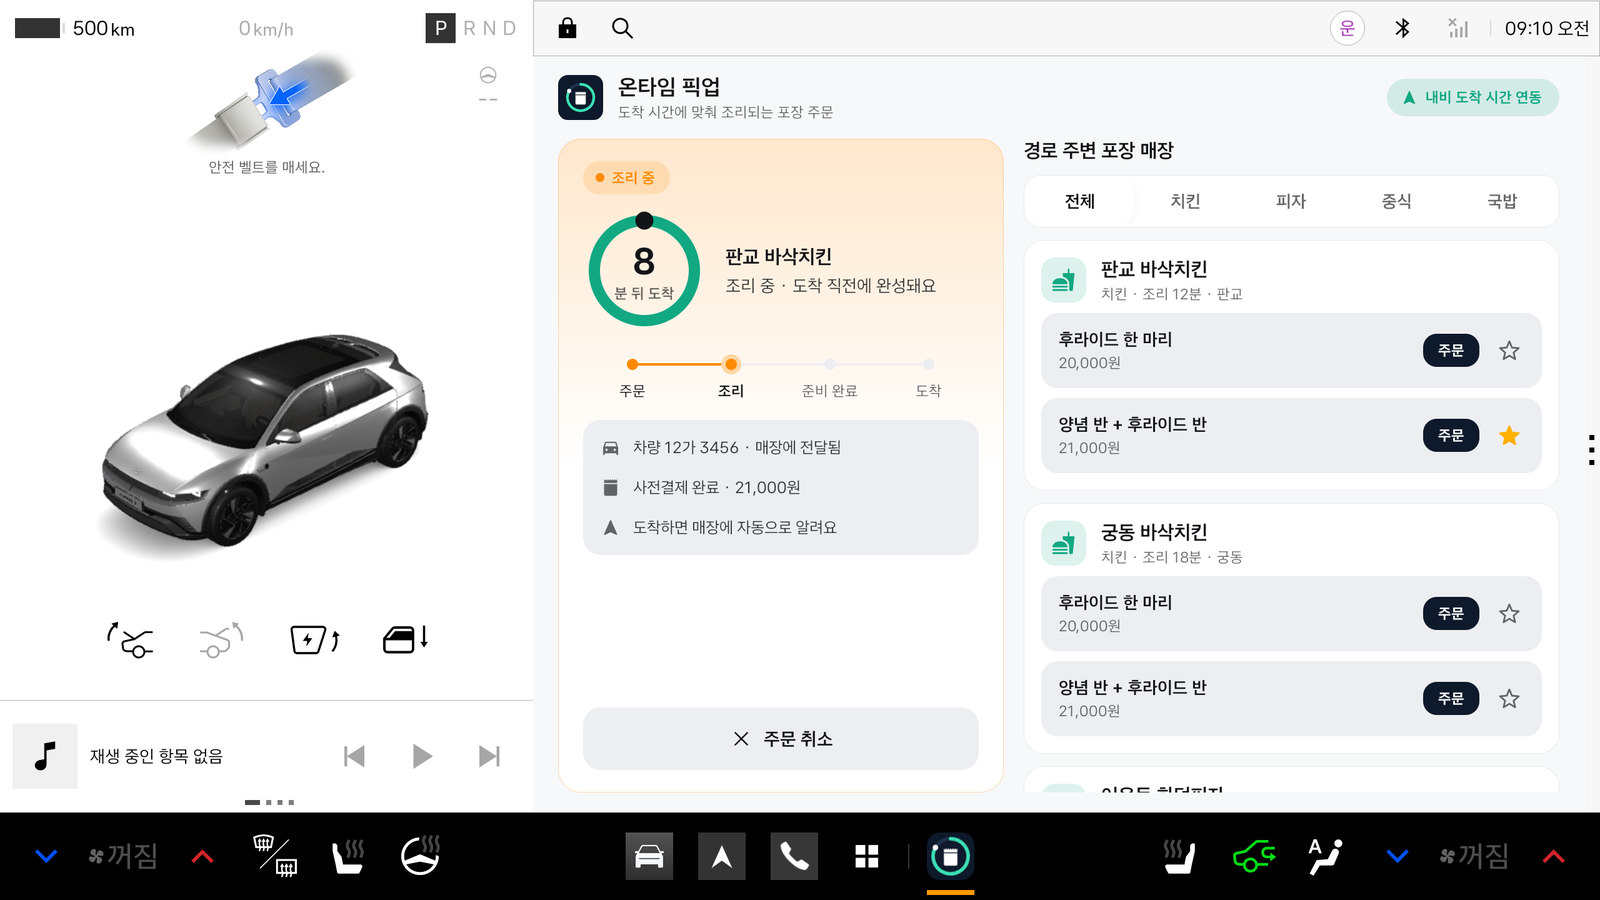 500 km
0 km/h
P R N D
--
안전 벨트를 매세요.
재생 중인 항목 없음
운
09:10 오전
온타임 픽업
도착 시간에 맞춰 조리되는 포장 주문
내비 도착 시간 연동
조리 중
8
분 뒤 도착
판교 바삭치킨
조리 중 · 도착 직전에 완성돼요
주문 조리 준비 완료 도착
차량 12가 3456 · 매장에 전달됨
사전결제 완료 · 21,000원
도착하면 매장에 자동으로 알려요
주문 취소
경로 주변 포장 매장
전체 치킨 피자 중식 국밥
판교 바삭치킨
치킨 · 조리 12분 · 판교
후라이드 한 마리
20,000원
주문
양념 반 + 후라이드 반
21,000원
주문
궁동 바삭치킨
치킨 · 조리 18분 · 궁동
후라이드 한 마리
20,000원
주문
양념 반 + 후라이드 반
21,000원
주문
꺼짐
A
꺼짐